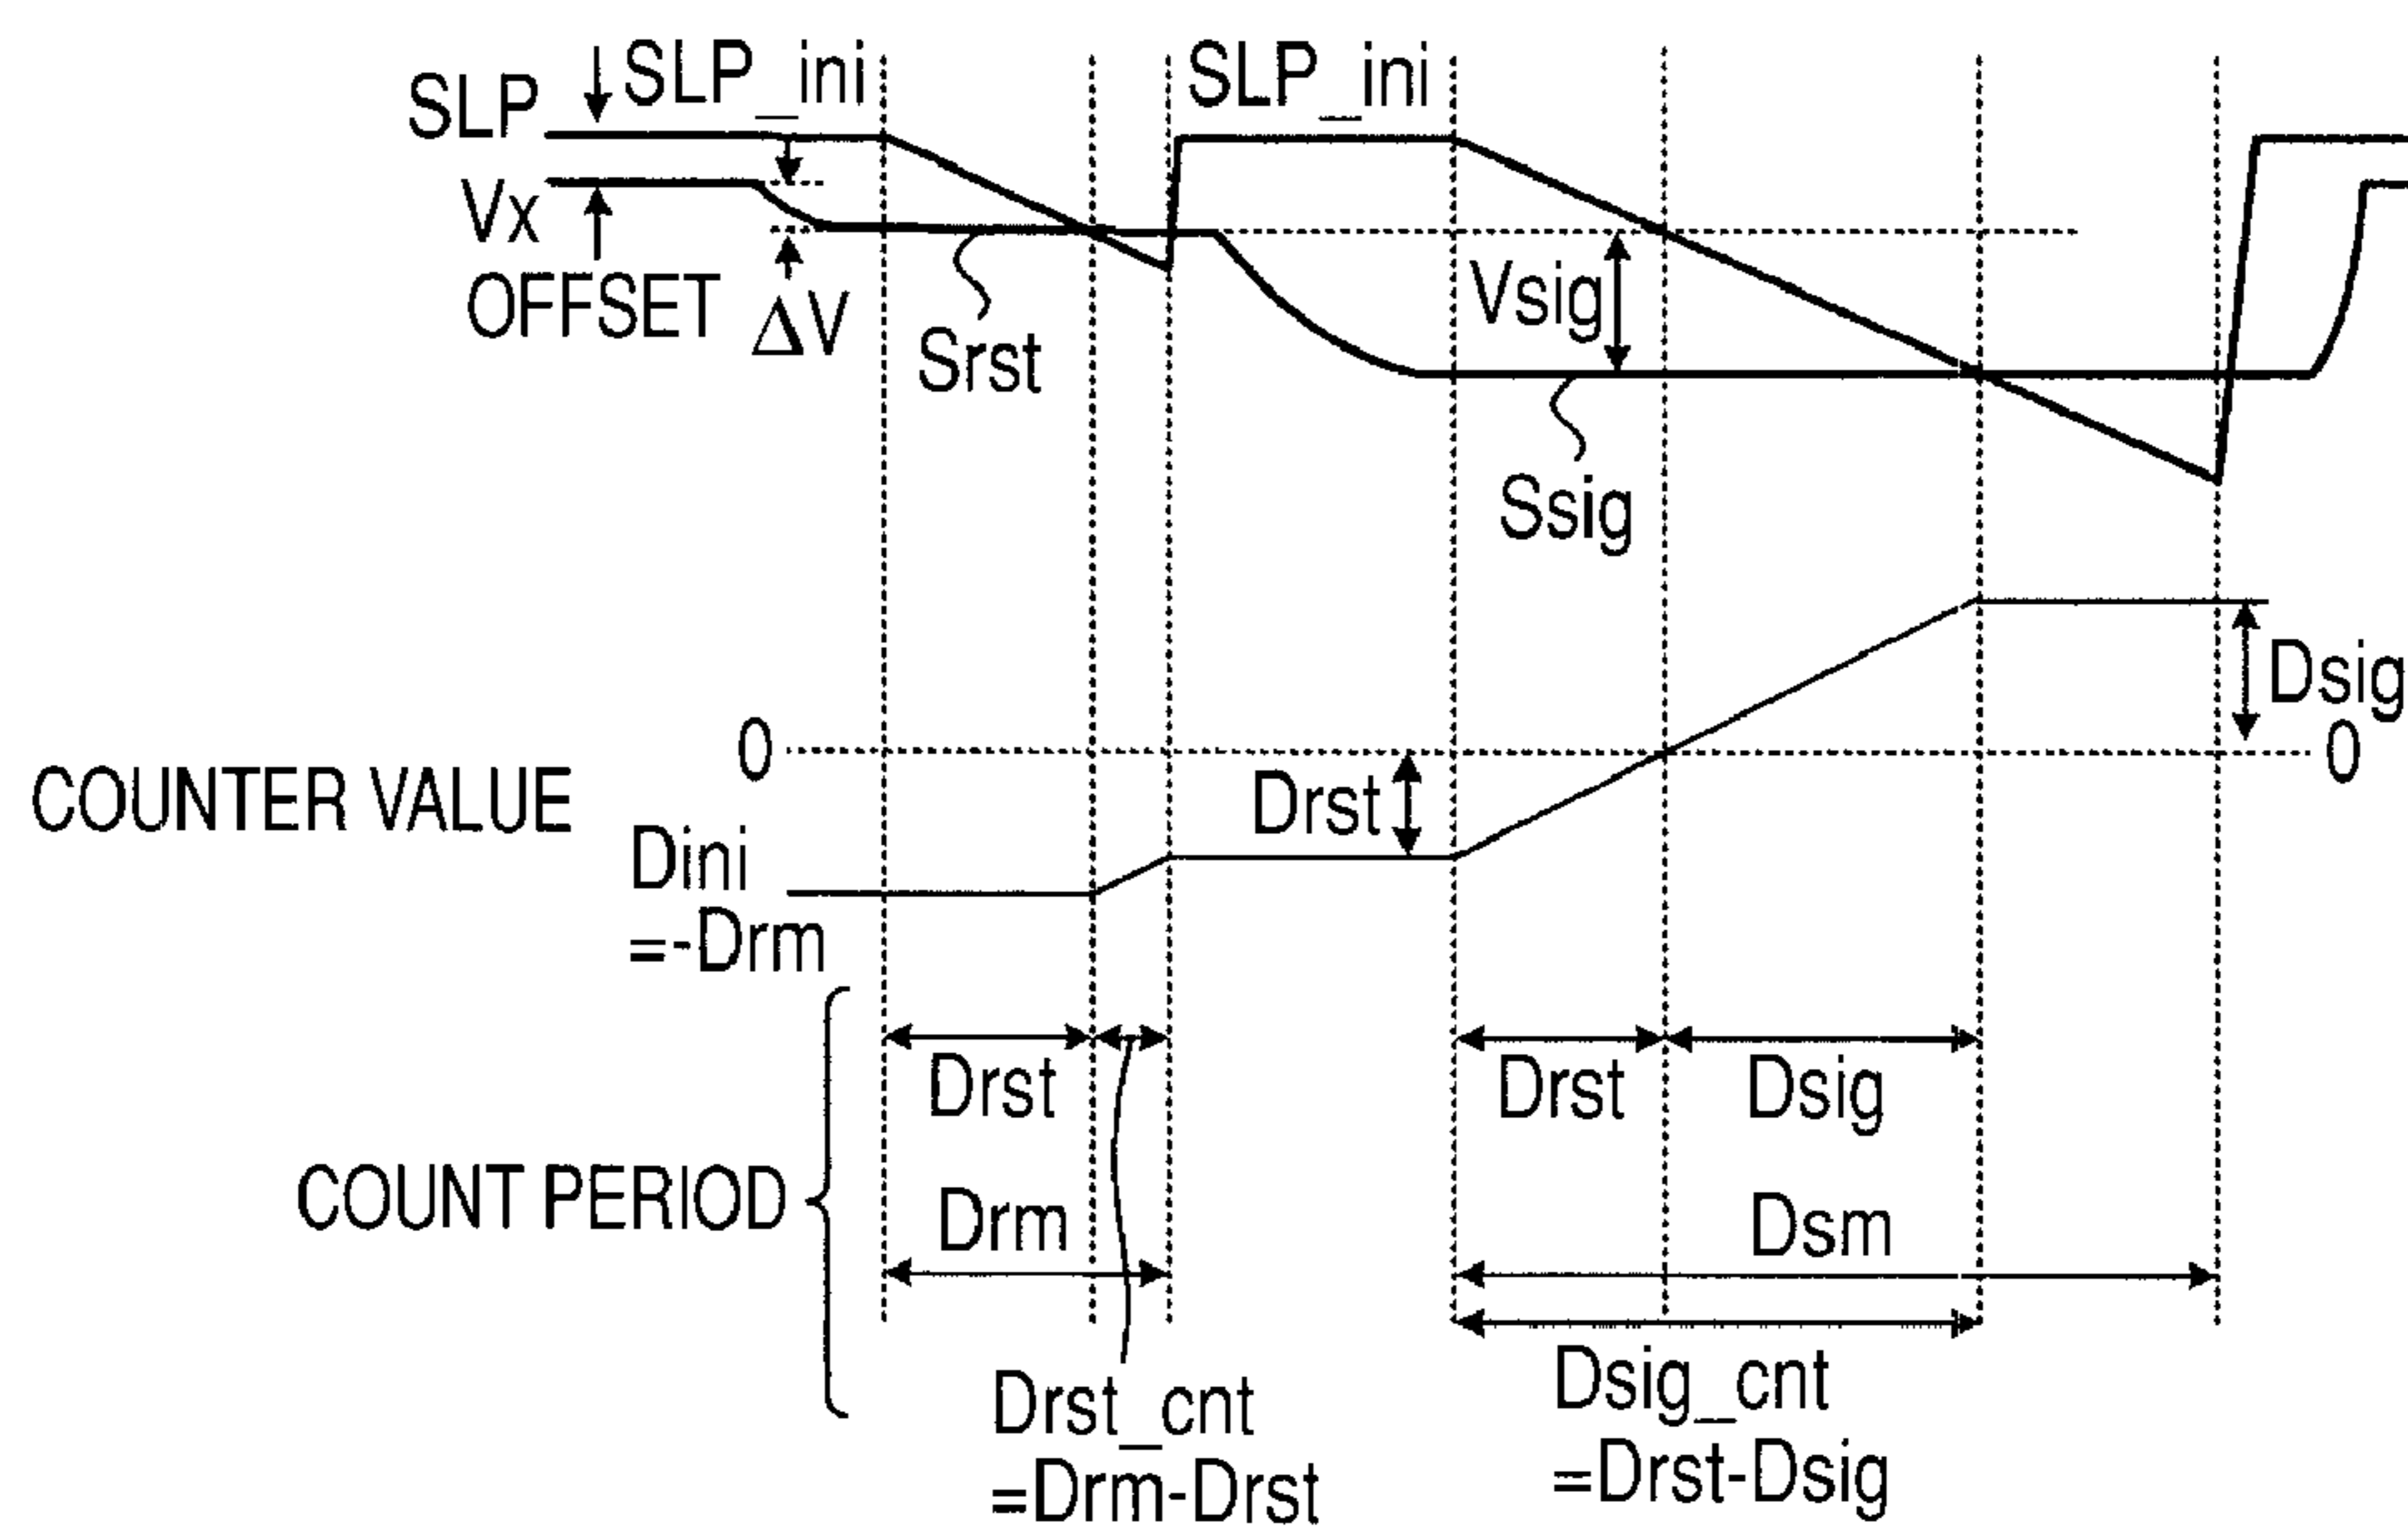 SLP
SLP_ini
SLP_ini
Vx
OFFSET
ΔV
Srst
Vsig
Ssig
Dsig
0
0
COUNTER VALUE
Drst
Dini
=-Drm
Drst
Drst
Dsig
COUNT PERIOD
Drm
Dsm
Drst_cnt
=Drm-Drst
Dsig_cnt
=Drst-Dsig